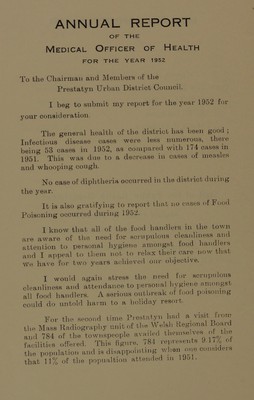 ANNUAL REPORT
OF THE
MEDICAL OFFICER OF HEALTH
FOR THE YEAR 1952
To the Chairman and Members of the
Prestatyn Urban District Council.
I beg to submit my report for the year 1952 for
your consideration
The general health of the district has been good ;
Infectious disease cases were less numerous, there
being 53 cases in 1952, as compared with 174 cases in
1951. This was due to a decrease in cases of measles
and whooping cough.
No case of diphtheria occurred in the district during
the year.
It is also gratifying to report that no cases of Food
Poisoning occurred during 1952.
I know that all of the food handlers in the town
are aware of the need for scrupulous cleanliness and
attention to personal hygiene amongst food handlers
and I appeal to them not to relax their care now that
we have for two years achieved our objective.
I would again stress the need for scrupulous
cleanliness and attendance to personal hygiene amongst
all food handlers. A serious outbreak of food poisoning
could do untold harm to a holiday resort.
For the second time Prestatyn had a visit from
the Mass Radiography unit of the Welsh Regional Board
and 784 of the townspeople availed themselves of the
facilities offered. This figure, 784 represents 9.17% of
the population and is disappointing when one considers
that 11% of the popualtion attended in 1951.